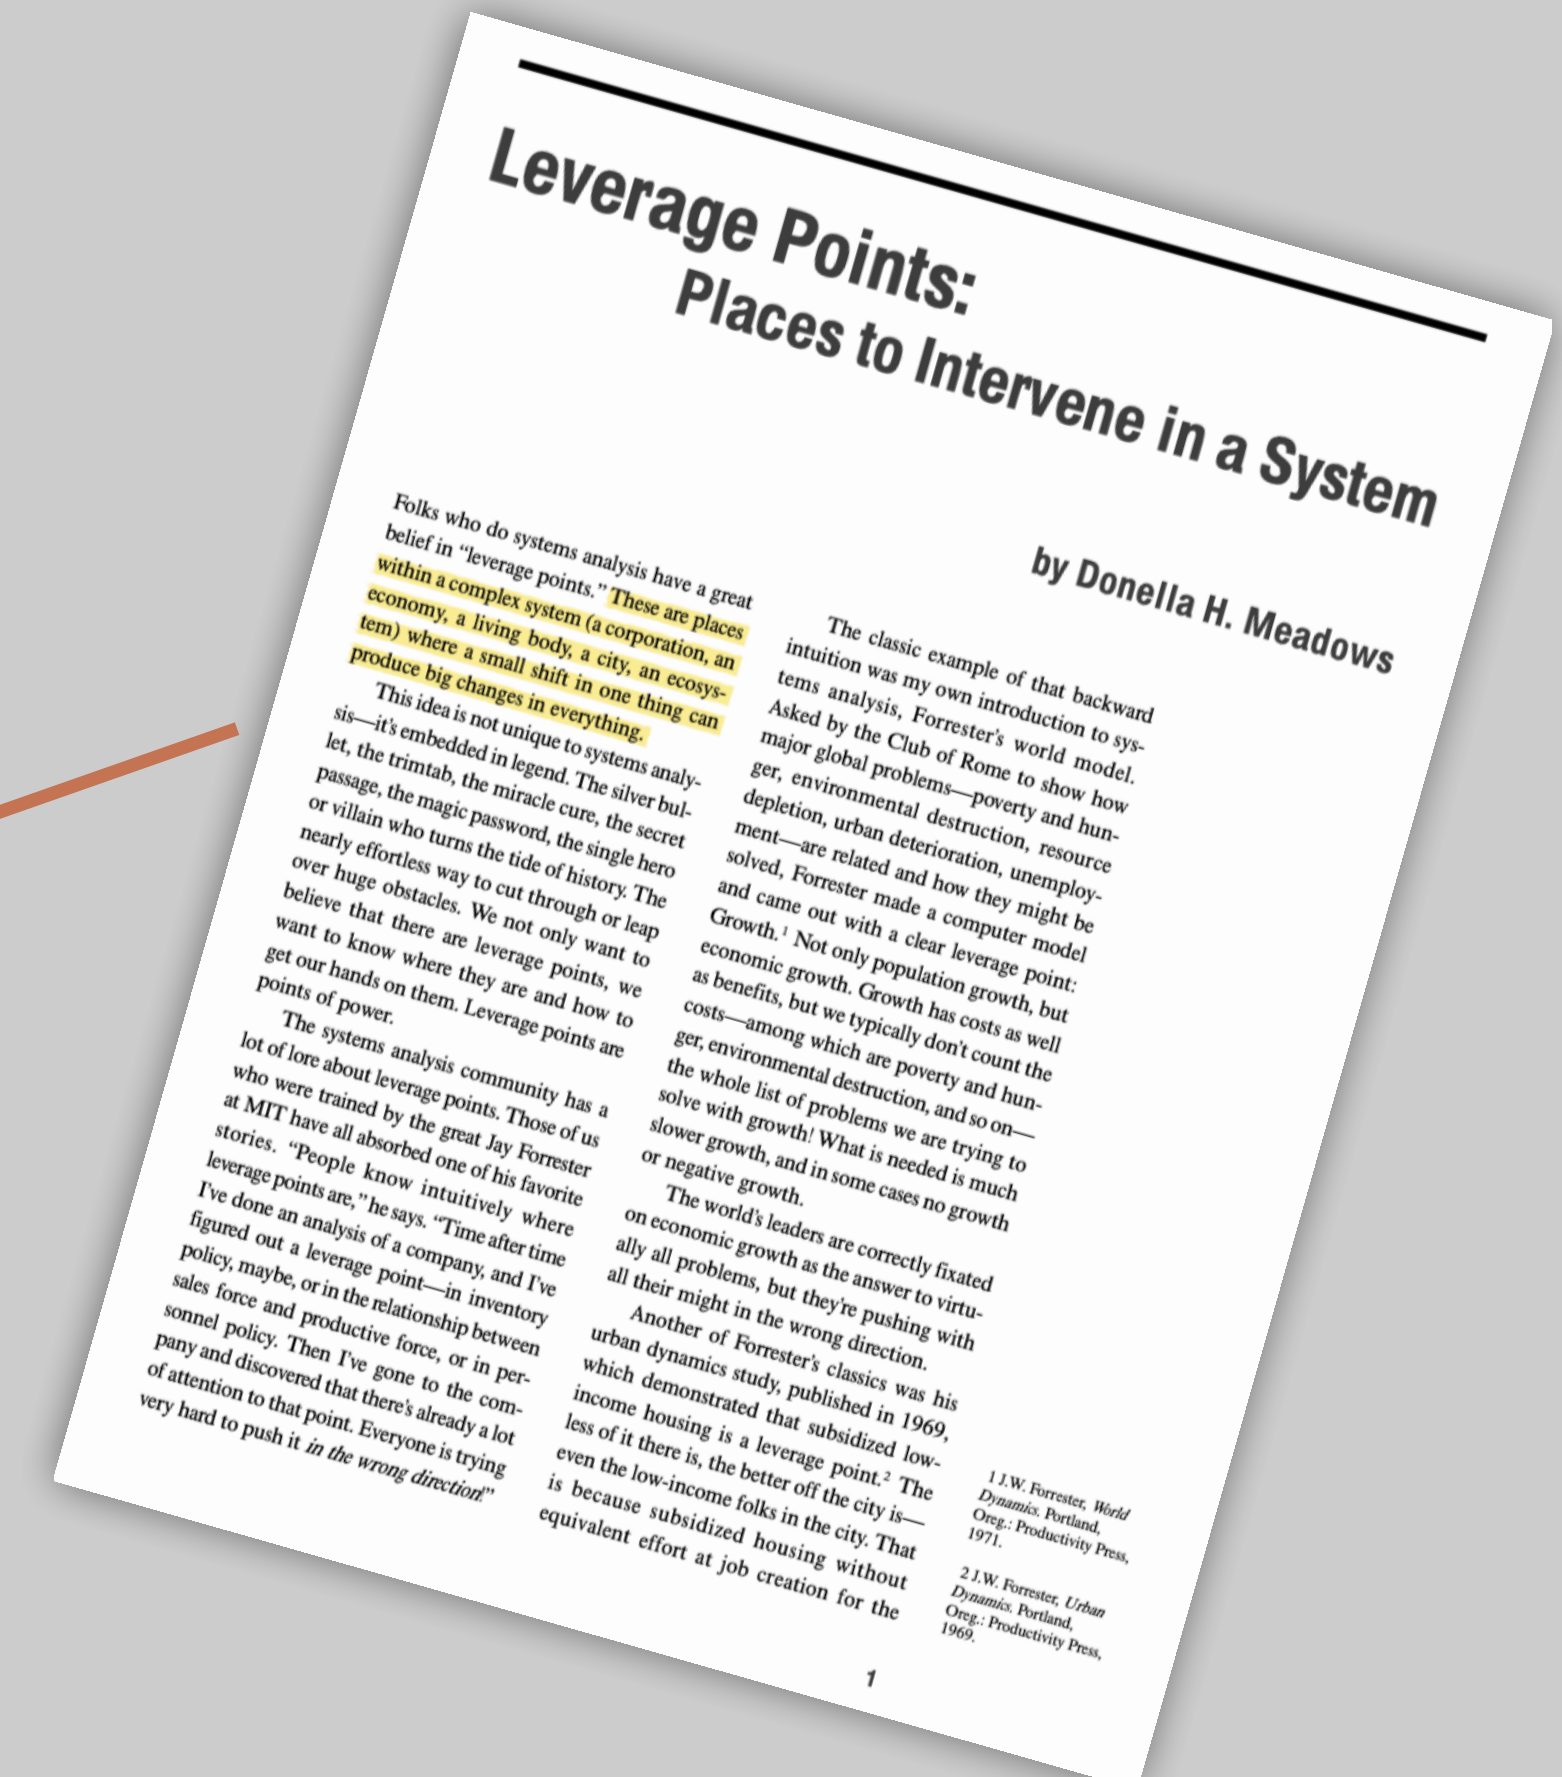 Leverage Points:
Places to Intervene in a System
by Donella H. Meadows
Folks who do systems analysis have a great
belief in “leverage points.” These are places
within a complex system (a corporation, an
economy, a living body, a city, an ecosys-
tem) where a small shift in one thing can
produce big changes in everything.
This idea is not unique to systems analy-
sis—it’s embedded in legend. The silver bul-
let, the trimtab, the miracle cure, the secret
passage, the magic password, the single hero
or villain who turns the tide of history. The
nearly effortless way to cut through or leap
over huge obstacles. We not only want to
believe that there are leverage points, we
want to know where they are and how to
get our hands on them. Leverage points are
points of power.
The systems analysis community has a
lot of lore about leverage points. Those of us
who were trained by the great Jay Forrester
at MIT have all absorbed one of his favorite
stories. “People know intuitively where
leverage points are,” he says. “Time after time
I’ve done an analysis of a company, and I’ve
figured out a leverage point—in inventory
policy, maybe, or in the relationship between
sales force and productive force, or in per-
sonnel policy. Then I’ve gone to the com-
pany and discovered that there’s already a lot
of attention to that point. Everyone is trying
very hard to push it in the wrong direction!”
The classic example of that backward
intuition was my own introduction to sys-
tems analysis, Forrester’s world model.
Asked by the Club of Rome to show how
major global problems—poverty and hun-
ger, environmental destruction, resource
depletion, urban deterioration, unemploy-
ment—are related and how they might be
solved, Forrester made a computer model
and came out with a clear leverage point:
Growth.¹ Not only population growth, but
economic growth. Growth has costs as well
as benefits, but we typically don’t count the
costs—among which are poverty and hun-
ger, environmental destruction, and so on—
the whole list of problems we are trying to
solve with growth! What is needed is much
slower growth, and in some cases no growth
or negative growth.
The world’s leaders are correctly fixated
on economic growth as the answer to virtu-
ally all problems, but they’re pushing with
all their might in the wrong direction.
Another of Forrester’s classics was his
urban dynamics study, published in 1969,
which demonstrated that subsidized low-
income housing is a leverage point.² The
less of it there is, the better off the city is—
even the low-income folks in the city. That
is because subsidized housing without
equivalent effort at job creation for the
1 J.W. Forrester, World
Dynamics. Portland,
Oreg.: Productivity Press,
1971.
2 J.W. Forrester, Urban
Dynamics. Portland,
Oreg.: Productivity Press,
1969.
1